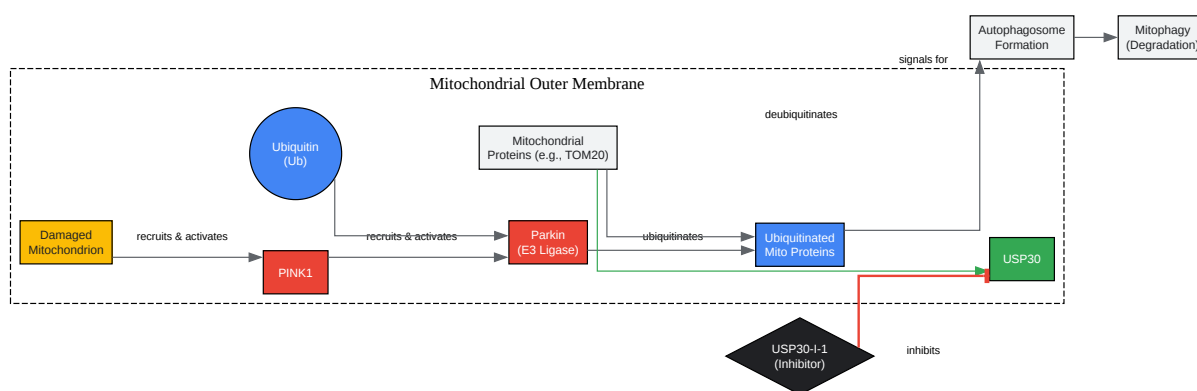 Autophagosome
Formation
Mitophagy
(Degradation)
signals for
Mitochondrial Outer Membrane
deubiquitinates
Ubiquitin
(Ub)
Mitochondrial
Proteins (e.g., TOM20)
Damaged
Mitochondrion
recruits & activates
PINK1
recruits & activates
Parkin
(E3 Ligase)
ubiquitinates
Ubiquitinated
Mito Proteins
USP30
USP30-I-1
(Inhibitor)
inhibits